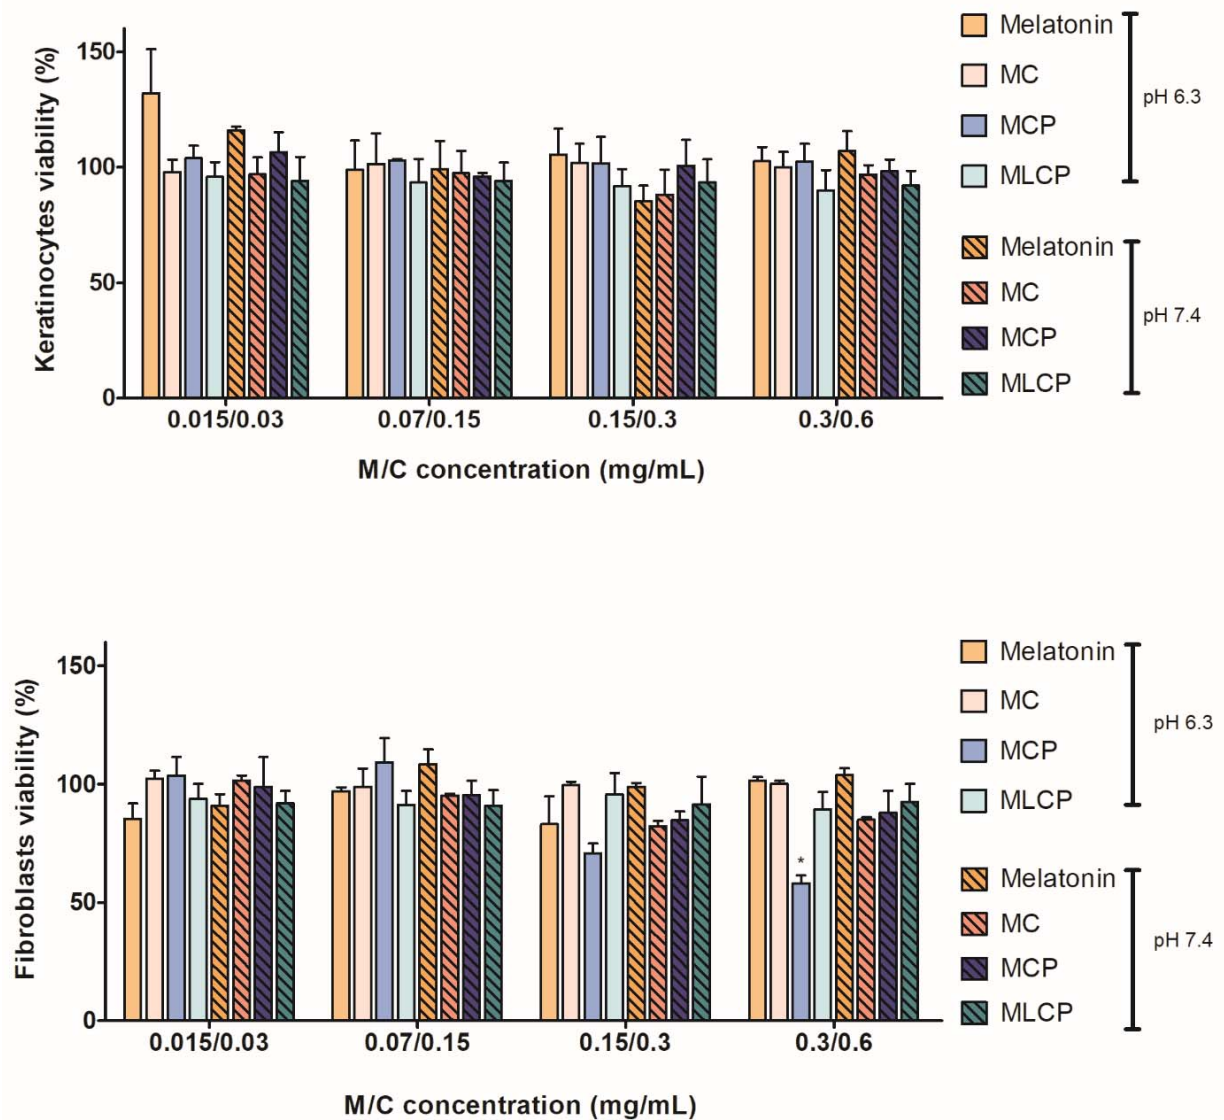 Keratinocytes viability (%)
150
100
50
0
0.015/0.03 0.07/0.15 0.15/0.3 0.3/0.6
M/C concentration (mg/mL)
Melatonin
MC
MCP
MLCP
pH 6.3
Melatonin
MC
MCP
MLCP
pH 7.4
Fibroblasts viability (%)
150
100
50
0
*
0.015/0.03 0.07/0.15 0.15/0.3 0.3/0.6
M/C concentration (mg/mL)
Melatonin
MC
MCP
MLCP
pH 6.3
Melatonin
MC
MCP
MLCP
pH 7.4